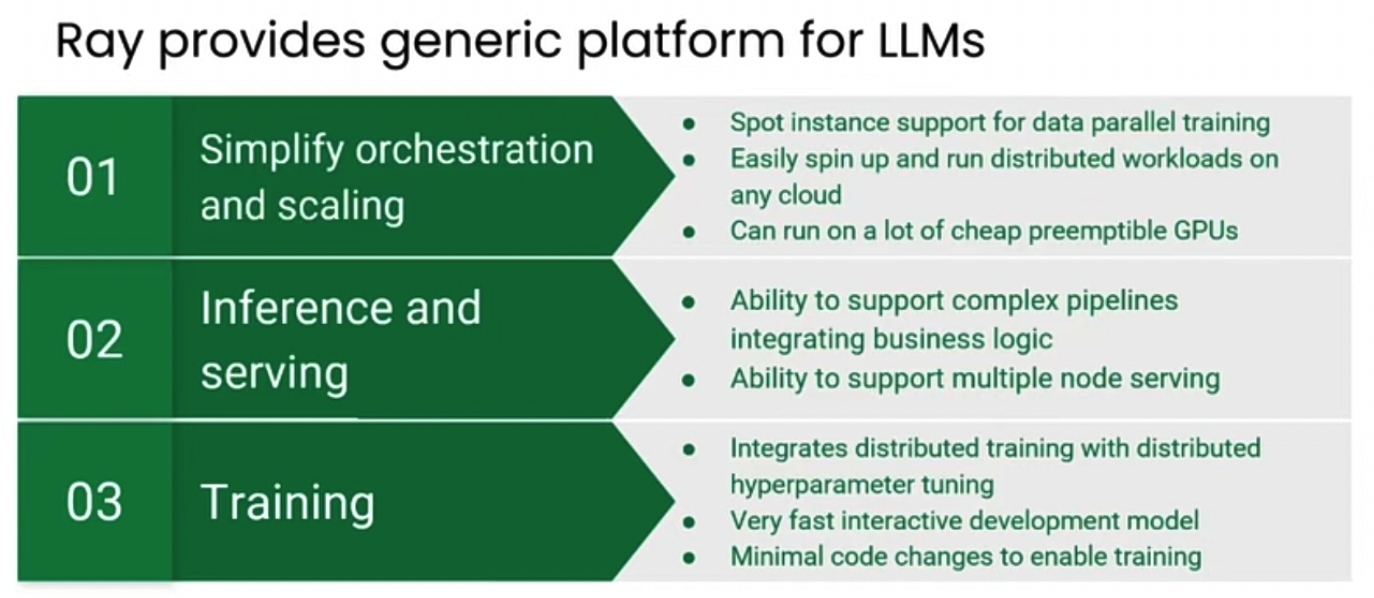 Ray provides generic platform for LLMs
01
Simplify orchestration
and scaling
● Spot instance support for data parallel training
● Easily spin up and run distributed workloads on
any cloud
● Can run on a lot of cheap preemptible GPUs
02
Inference and
serving
● Ability to support complex pipelines
integrating business logic
● Ability to support multiple node serving
03
Training
● Integrates distributed training with distributed
hyperparameter tuning
● Very fast interactive development model
● Minimal code changes to enable training